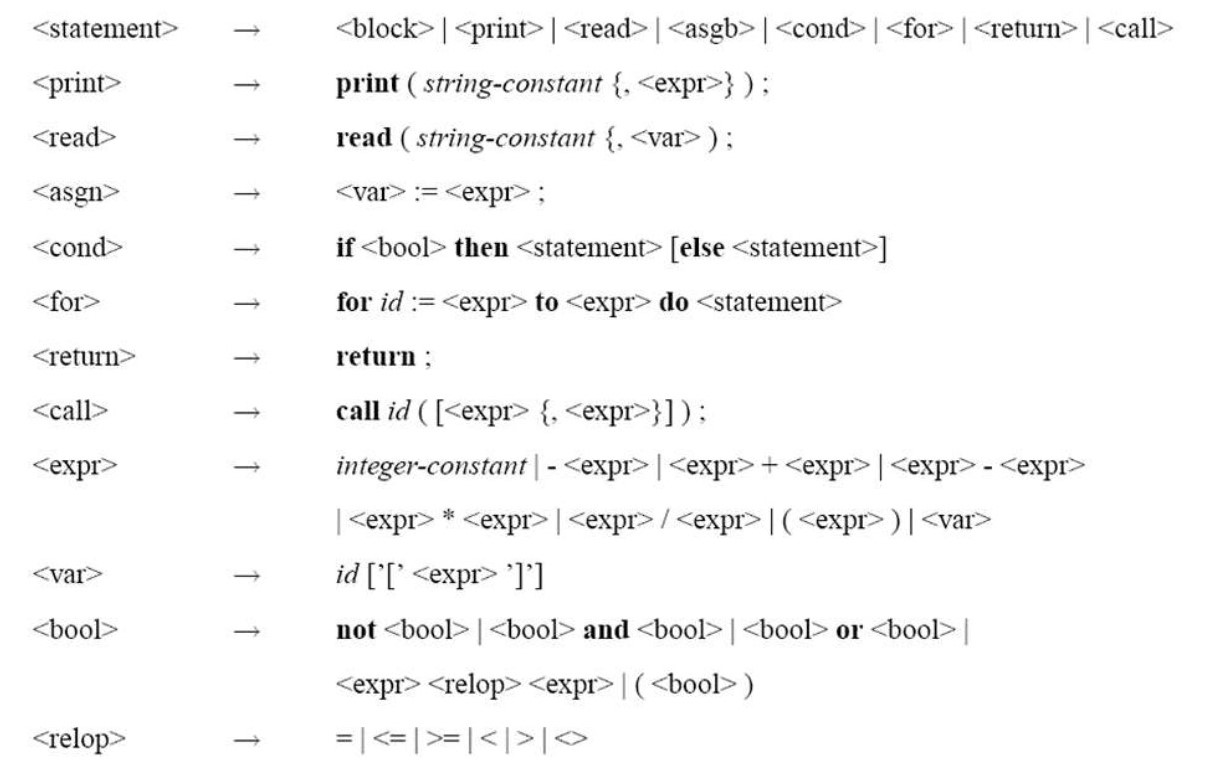 <statement> → <block> | <print> | <read> | <asgb> | <cond> | <for> | <return> | <call>
<print> → print ( string-constant {, <expr>} ) ;
<read> → read ( string-constant {, <var> ) ;
<asgn> → <var> := <expr> ;
<cond> → if <bool> then <statement> [else <statement>]
<for> → for id := <expr> to <expr> do <statement>
<return> → return ;
<call> → call id ( [<expr> {, <expr>}] ) ;
<expr> → integer-constant | - <expr> | <expr> + <expr> | <expr> - <expr>
| <expr> * <expr> | <expr> / <expr> | ( <expr> ) | <var>
<var> → id ['[' <expr> ']']
<bool> → not <bool> | <bool> and <bool> | <bool> or <bool> |
<expr> <relop> <expr> | ( <bool> )
<relop> → = | <= | >= | < | > | <>